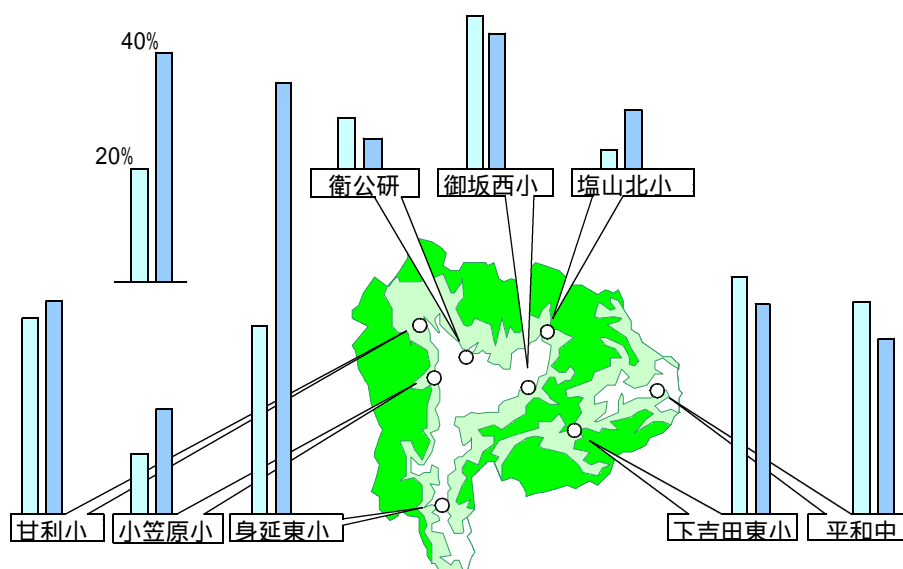 40%
20%
衛公研
御坂西小
塩山北小
甘利小
小笠原小
身延東小
下吉田東小
平和中